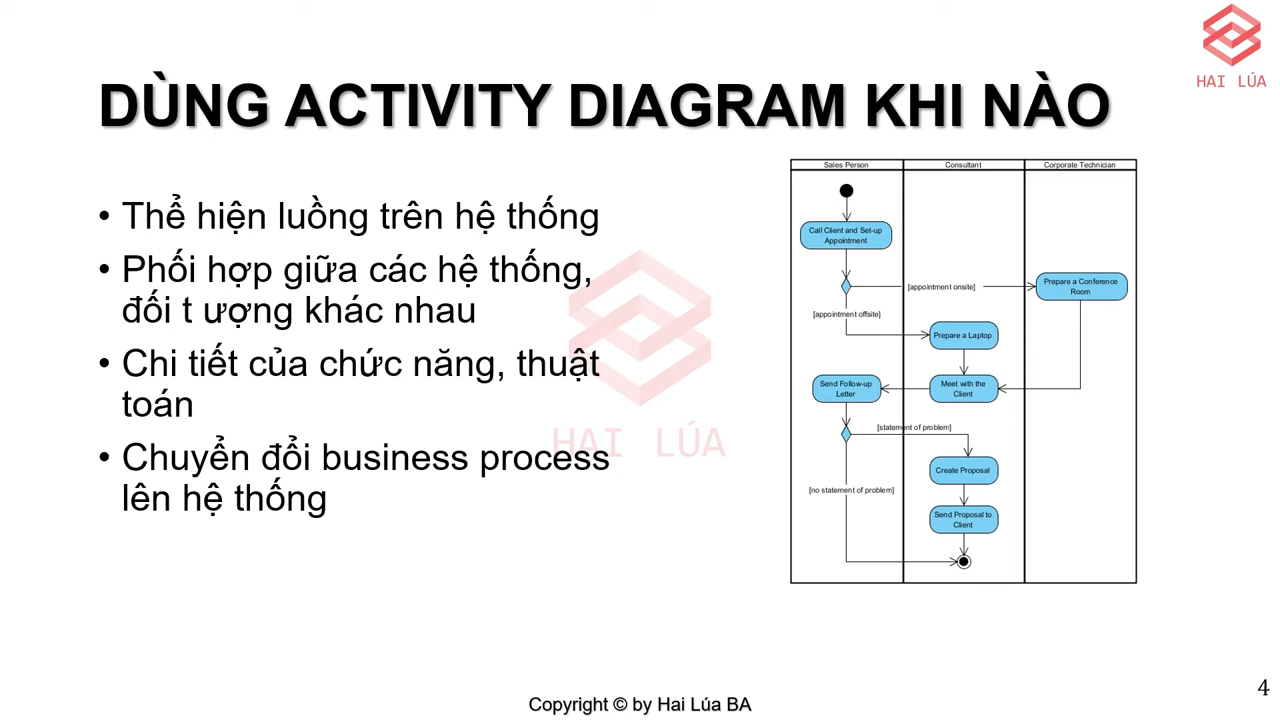 HAI LÚA
DÙNG ACTIVITY DIAGRAM KHI NÀO
• Thể hiện luồng trên hệ thống
• Phối hợp giữa các hệ thống,
đối t ượng khác nhau
• Chi tiết của chức năng, thuật
toán
• Chuyển đổi business process
lên hệ thống
HAI LÚA
Sales Person
Consultant
Corporate Technician
Call Client and Set-up
Appointment
[appointment onsite]
Prepare a Conference
Room
[appointment offsite]
Prepare a Laptop
Send Follow-up
Letter
Meet with the
Client
[statement of problem]
Create Proposal
[no statement of problem]
Send Proposal to
Client
Copyright © by Hai Lúa BA
4